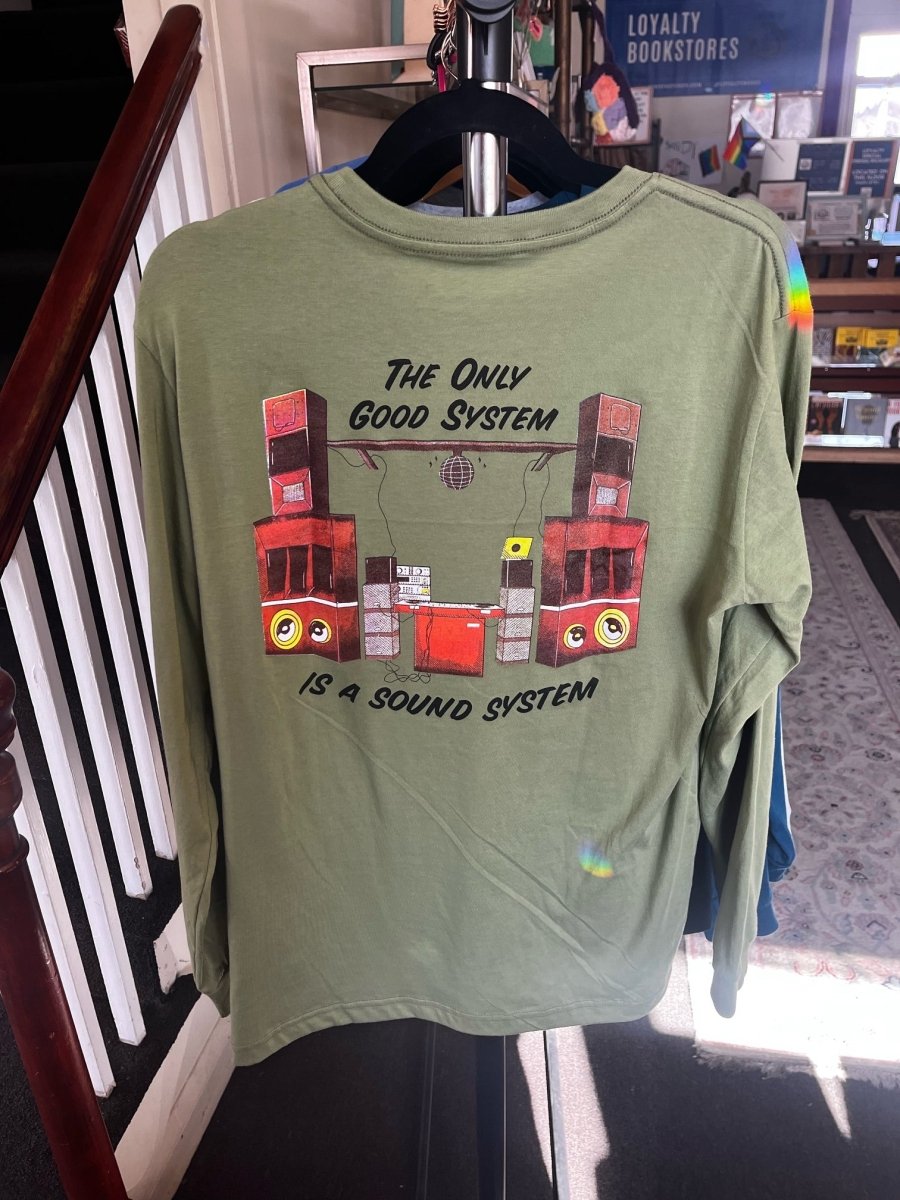 LOYALTY
BOOKSTORES
THE ONLY
GOOD SYSTEM
IS A SOUND SYSTEM